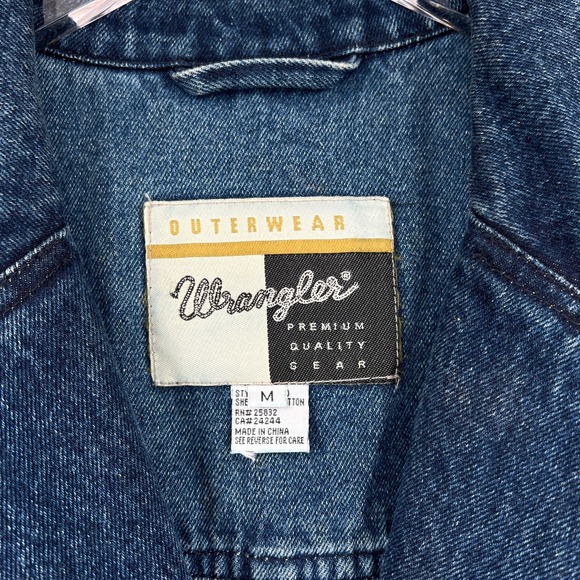 OUTERWEAR
Wrangler®
PREMIUM
QUALITY
GEAR
M
RN# 25832
CA# 24244
MADE IN CHINA
SEE REVERSE FOR CARE